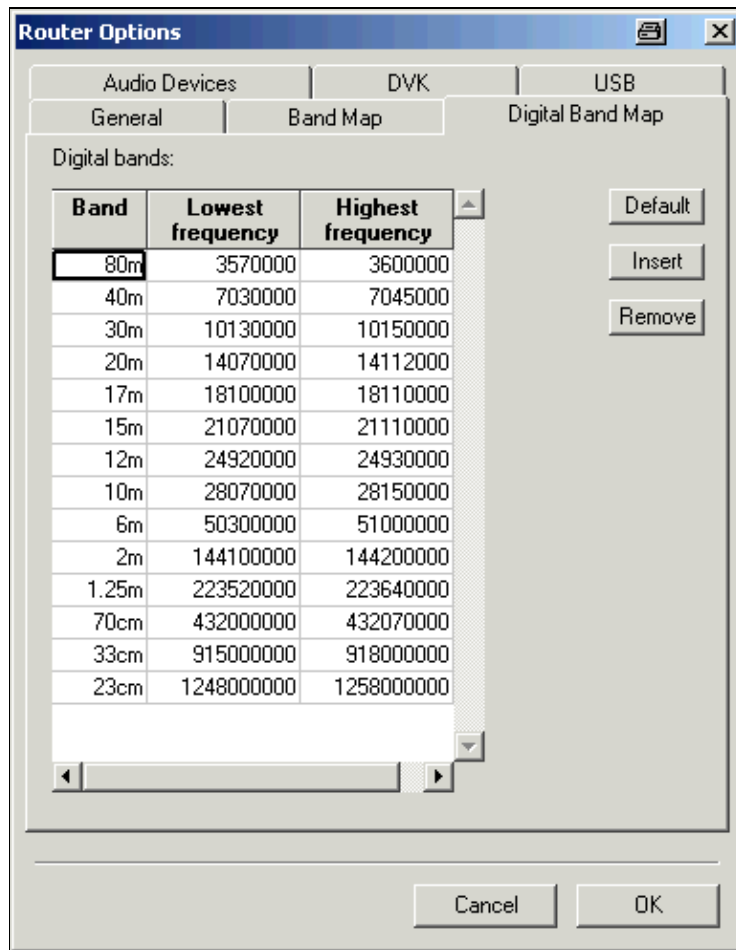 Router Options
Audio Devices DVK USB
General Band Map Digital Band Map
Digital bands:
Band Lowest frequency Highest frequency
80m 3570000 3600000
40m 7030000 7045000
30m 10130000 10150000
20m 14070000 14112000
17m 18100000 18110000
15m 21070000 21110000
12m 24920000 24930000
10m 28070000 28150000
6m 50300000 51000000
2m 144100000 144200000
1.25m 223520000 223640000
70cm 432000000 432070000
33cm 915000000 918000000
23cm 1248000000 1258000000
Default
Insert
Remove
Cancel OK